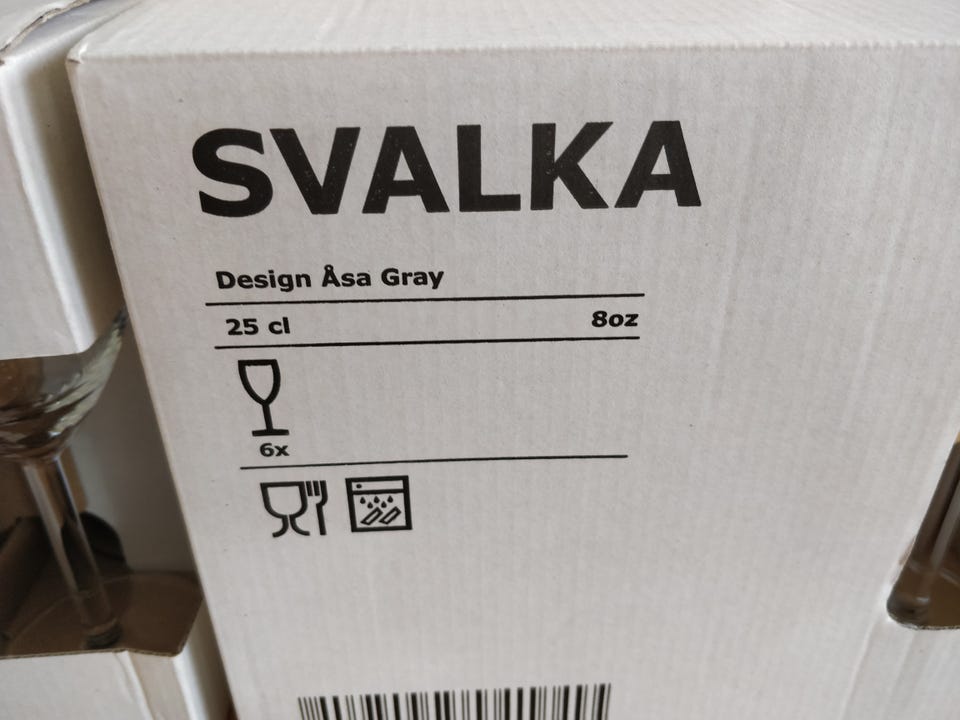 SVALKA
Design Åsa Gray
25 cl 8oz
6x